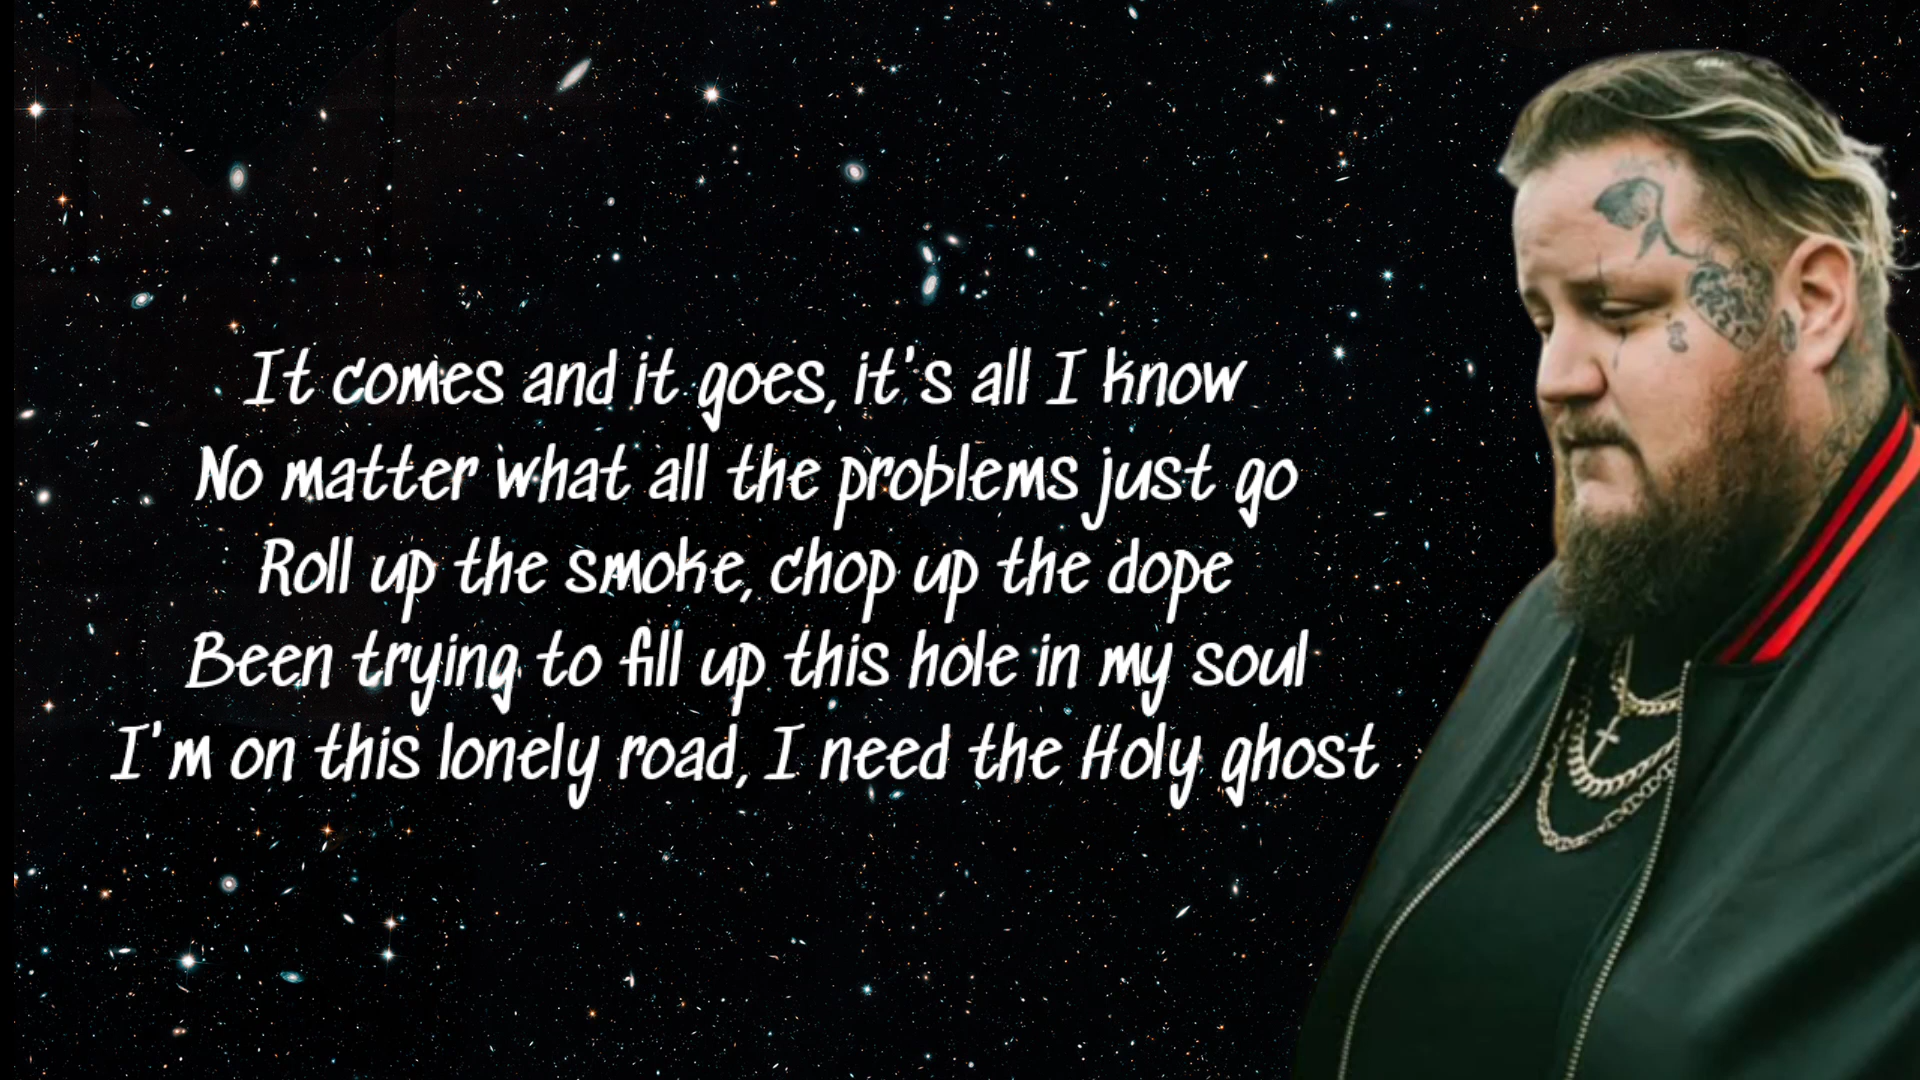 It comes and it goes, it's all I know
No matter what all the problems just go
Roll up the smoke, chop up the dope
Been trying to fill up this hole in my soul
I'm on this lonely road, I need the Holy ghost